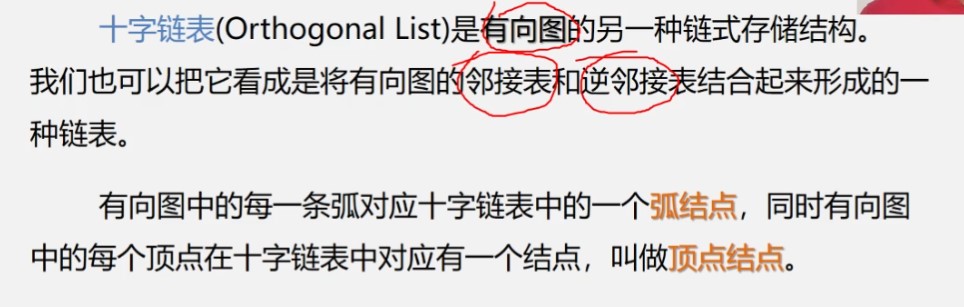 十字链表(Orthogonal List)是有向图的另一种链式存储结构。
我们也可以把它看成是将有向图的邻接表和逆邻接表结合起来形成的一
种链表。
有向图中的每一条弧对应十字链表中的一个弧结点，同时有向图
中的每个顶点在十字链表中对应有一个结点，叫做顶点结点。